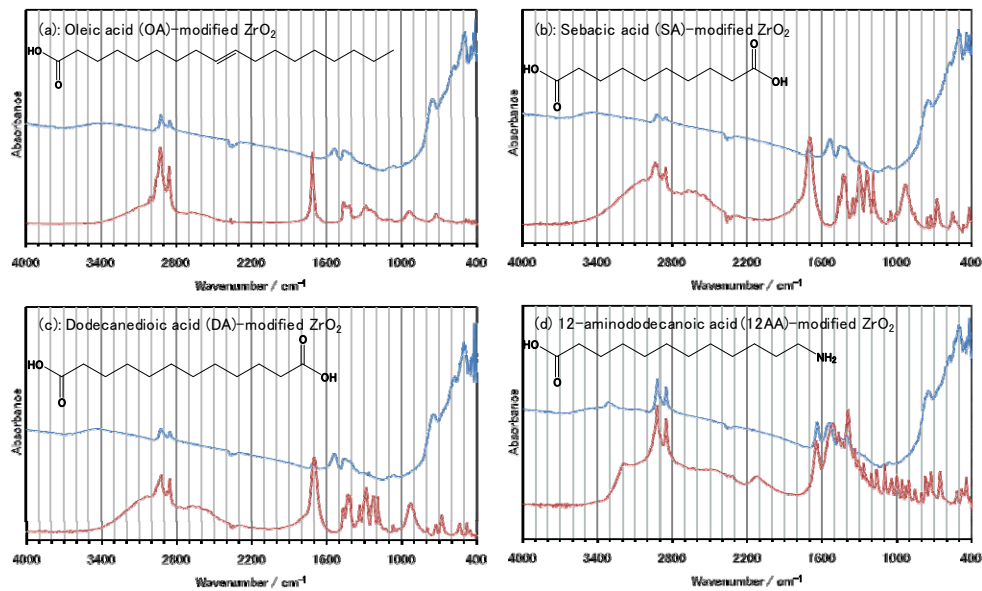 (a): Oleic acid (OA)-modified ZrO2
HO
O
Absorbance
4000 3400 2800 2200 1600 1000 400
Wavenumber / cm⁻¹
(b): Sebacic acid (SA)-modified ZrO2
HO
O
O
OH
Absorbance
4000 3400 2800 2200 1600 1000 400
Wavenumber / cm⁻¹
(c): Dodecanedioic acid (DA)-modified ZrO2
HO
O
O
OH
Absorbance
4000 3400 2800 2200 1600 1000 400
Wavenumber / cm⁻¹
(d) 12-aminododecanoic acid (12AA)-modified ZrO2
HO
O
NH2
Absorbance
4000 3400 2800 2200 1600 1000 400
Wavenumber / cm⁻¹